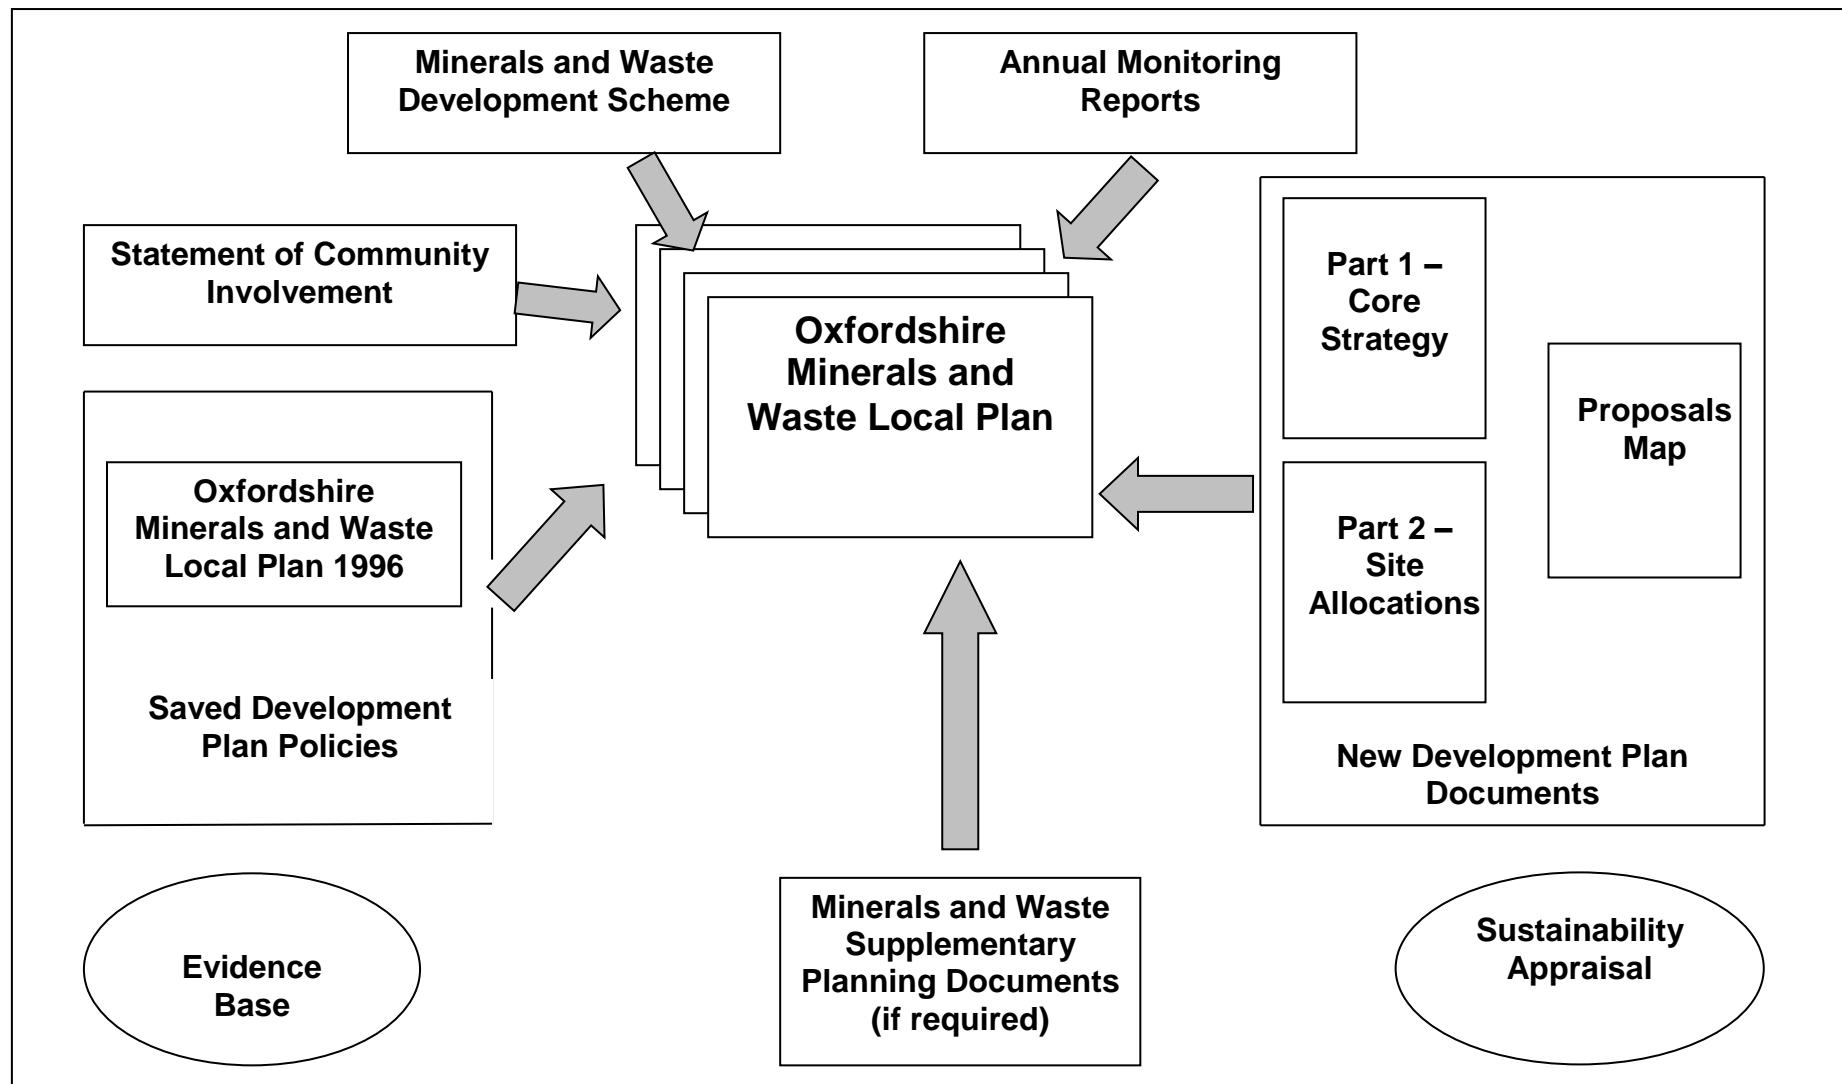 Minerals and Waste
Development Scheme
Annual Monitoring
Reports
Statement of Community
Involvement
Oxfordshire
Minerals and
Waste Local Plan
Part 1 –
Core
Strategy
Proposals
Map
Oxfordshire
Minerals and Waste
Local Plan 1996
Part 2 –
Site
Allocations
Saved Development
Plan Policies
New Development Plan
Documents
Evidence
Base
Minerals and Waste
Supplementary
Planning Documents
(if required)
Sustainability
Appraisal